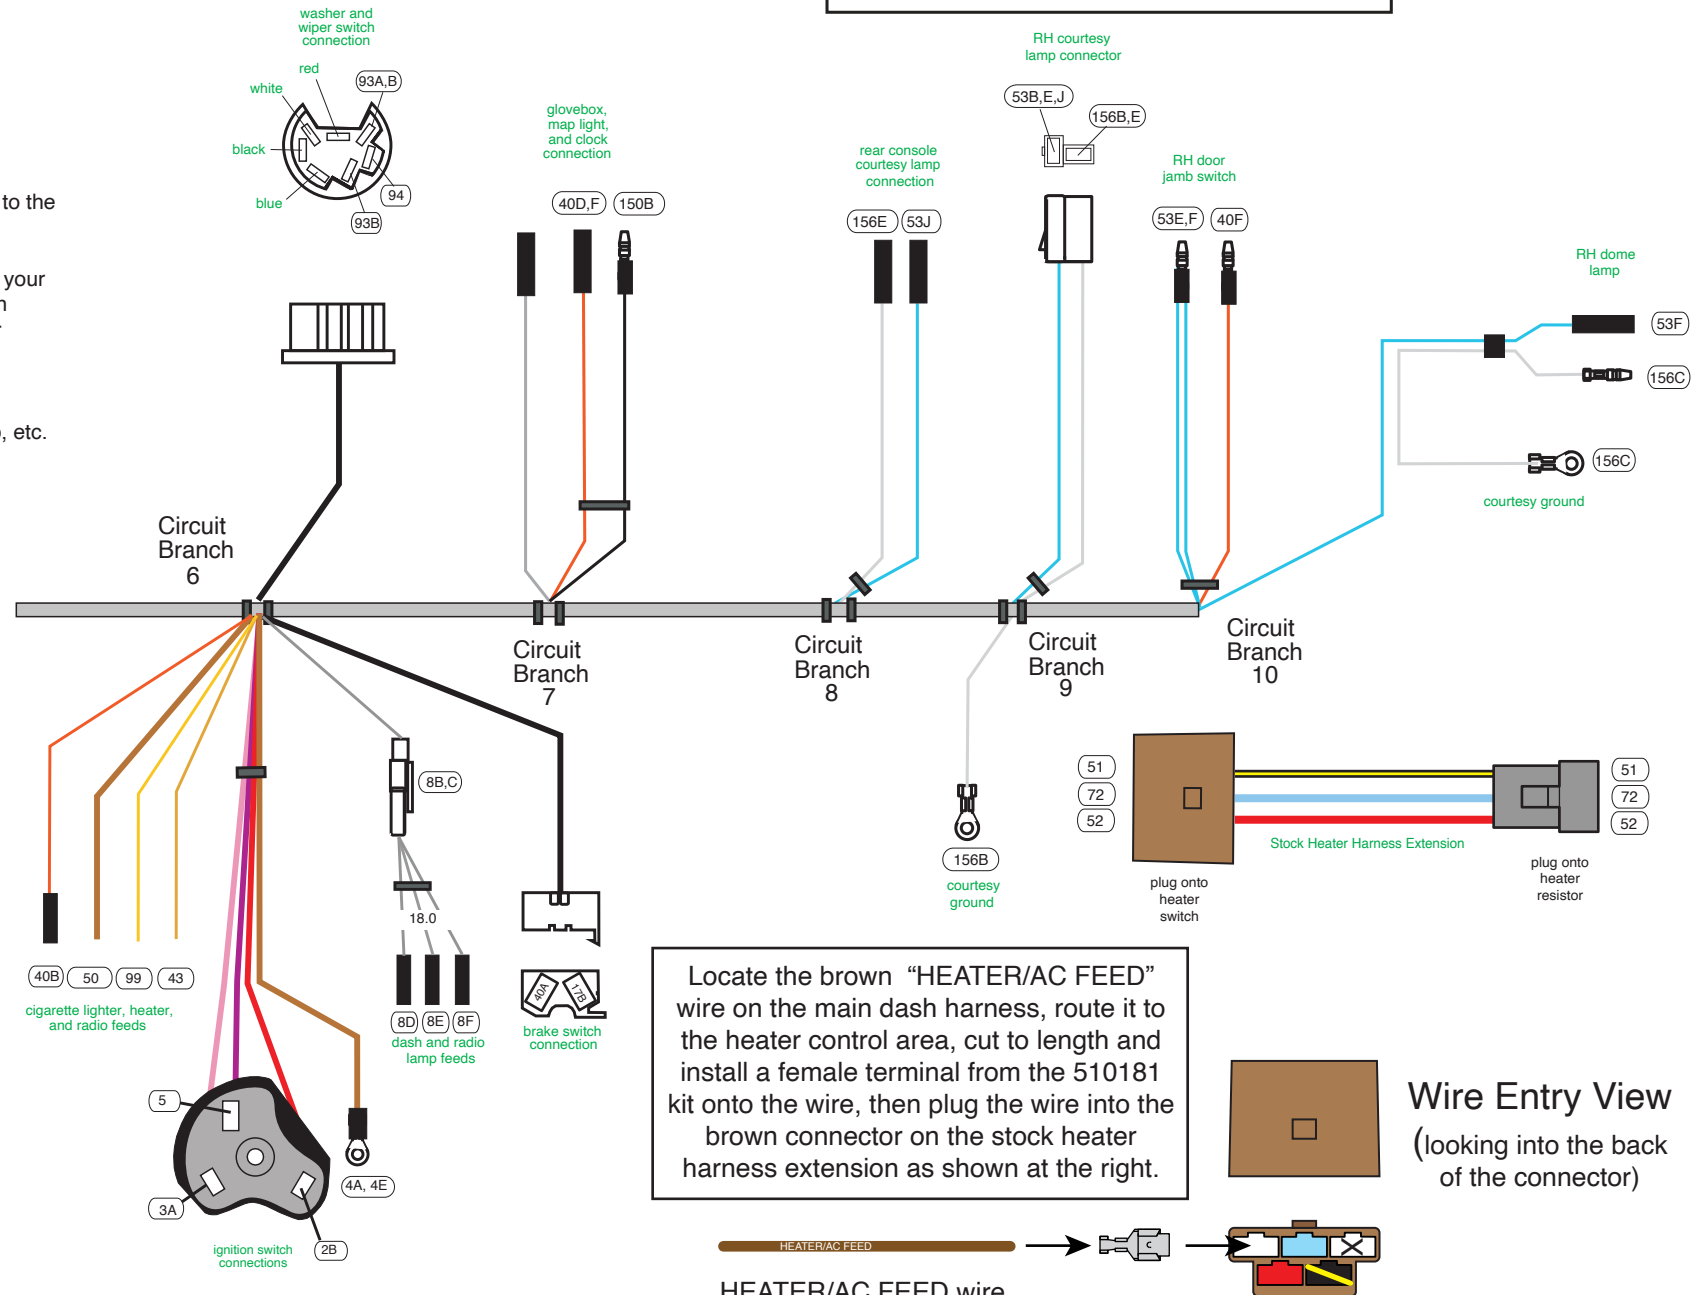 washer and
wiper switch
connection
red
white
93A,B
black
blue
94
93B
to the
your
, etc.
glovebox,
map light,
and clock
connection
40D,F
150B
rear console
courtesy lamp
connection
156E
53J
RH courtesy
lamp connector
53B,E,J
156B,E
RH door
jamb switch
53E,F
40F
RH dome
lamp
53F
156C
156C
courtesy ground
Circuit
Branch
6
Circuit
Branch
7
Circuit
Branch
8
Circuit
Branch
9
Circuit
Branch
10
8B,C
18.0
40B
50
99
43
cigarette lighter, heater,
and radio feeds
8D
8E
8F
dash and radio
lamp feeds
40A
17B
brake switch
connection
156B
courtesy
ground
51
72
52
Stock Heater Harness Extension
51
72
52
plug onto
heater
switch
plug onto
heater
resistor
5
3A
2B
4A, 4E
ignition switch
connections
Locate the brown “HEATER/AC FEED”
wire on the main dash harness, route it to
the heater control area, cut to length and
install a female terminal from the 510181
kit onto the wire, then plug the wire into the
brown connector on the stock heater
harness extension as shown at the right.
Wire Entry View
(looking into the back
of the connector)
HEATER/AC FEED
C
HEATER/AC FEED wire